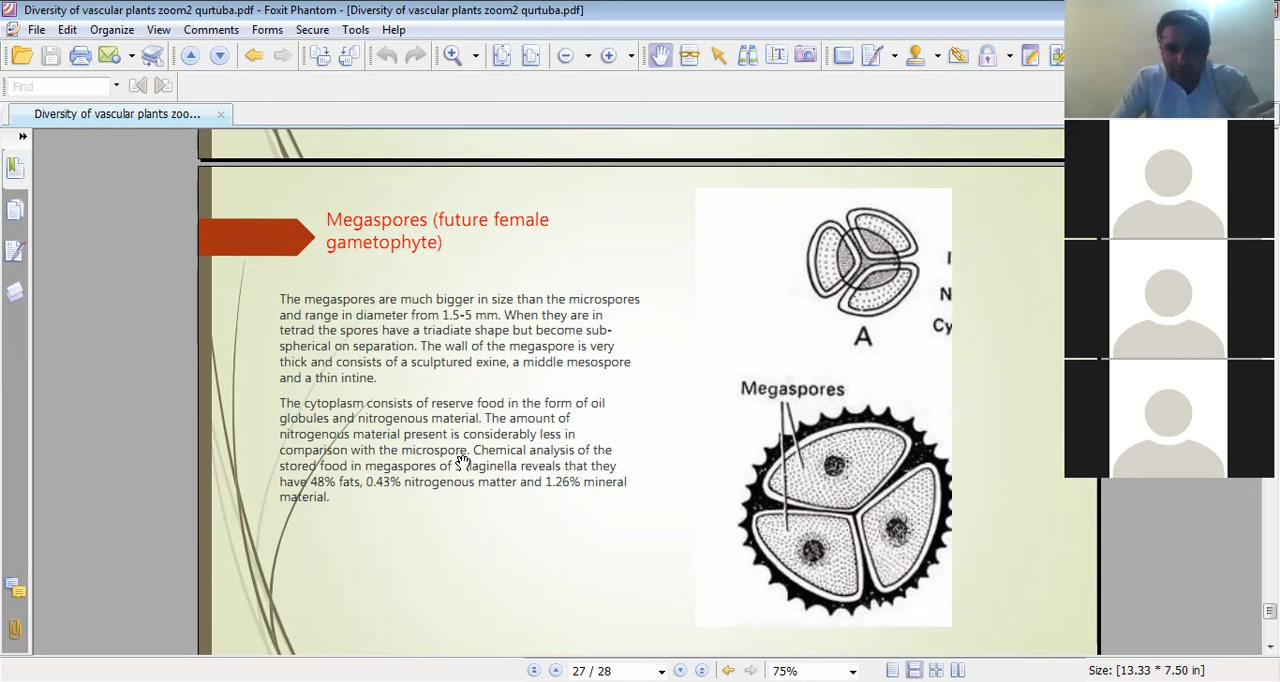 Diversity of vascular plants zoom2 qurtuba.pdf - Foxit Phantom - [Diversity of vascular plants zoom2 qurtuba.pdf]
File Edit Organize View Comments Forms Secure Tools Help
Find
Diversity of vascular plants zoo...
Megaspores (future female
gametophyte)
The megaspores are much bigger in size than the microspores
and range in diameter from 1.5-5 mm. When they are in
tetrad the spores have a triadiate shape but become sub-
spherical on separation. The wall of the megaspore is very
thick and consists of a sculptured exine, a middle mesospore
and a thin intine.
The cytoplasm consists of reserve food in the form of oil
globules and nitrogenous material. The amount of
nitrogenous material present is considerably less in
comparison with the microspore. Chemical analysis of the
stored food in megaspores of reveals that they
have 48% fats, 0.43% nitrogenous matter and 1.26% mineral
material.
A
N
Cy
Megaspores
27 / 28
75%
Size: [13.33 * 7.50 in]